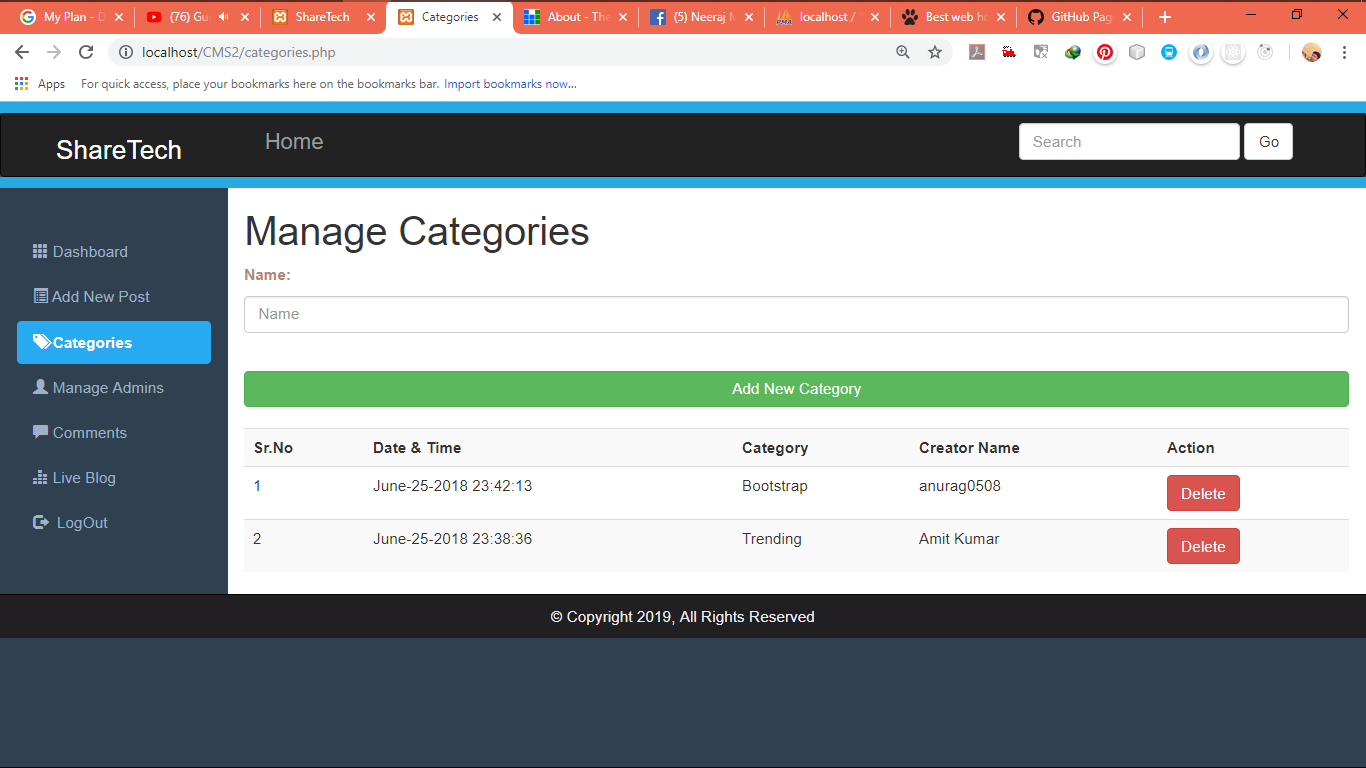 My Plan - D
(76) Gu
ShareTech
Categories
About - The
(5) Neeraj M
localhost /
Best web ho
GitHub Pag
localhost/CMS2/categories.php
Apps
For quick access, place your bookmarks here on the bookmarks bar. Import bookmarks now...
ShareTech
Home
Search
Go
Dashboard
Add New Post
Categories
Manage Admins
Comments
Live Blog
LogOut
Manage Categories
Name:
Name
Add New Category
Sr.No Date & Time Category Creator Name Action
1 June-25-2018 23:42:13 Bootstrap anurag0508 Delete
2 June-25-2018 23:38:36 Trending Amit Kumar Delete
© Copyright 2019, All Rights Reserved